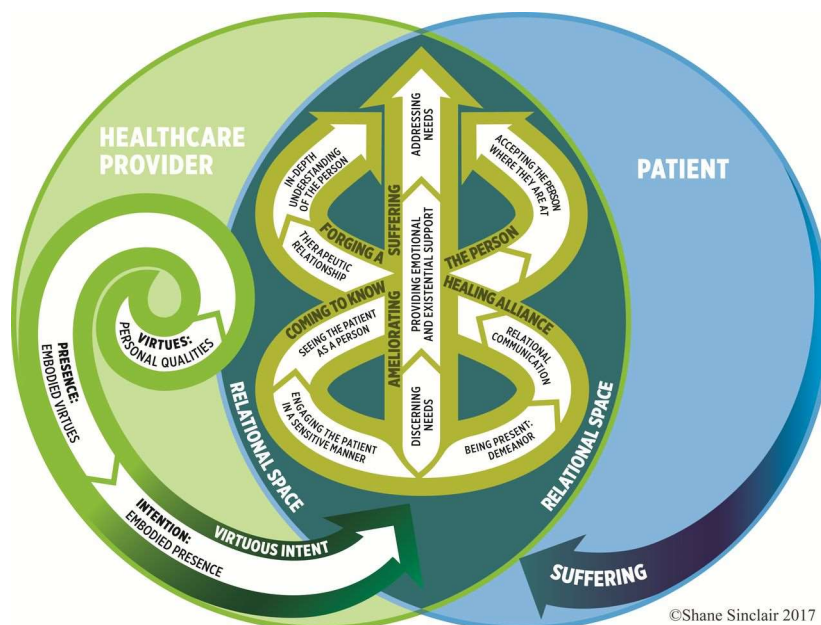 HEALTHCARE
PROVIDER
PATIENT
ADDRESSING
NEEDS
IN-DEPTH
UNDERSTANDING
OF THE PERSON
ACCEPTING THE PERSON
WHERE THEY ARE AT
FORGING A
THERAPEUTIC
RELATIONSHIP
AMELIORATING SUFFERING
PROVIDING EMOTIONAL
AND EXISTENTIAL SUPPORT
THE PERSON
COMING TO KNOW
HEALING ALLIANCE
SEEING THE PATIENT
AS A PERSON
RELATIONAL
COMMUNICATION
DISCERNING
NEEDS
ENGAGING THE PATIENT
IN A SENSITIVE MANNER
BEING PRESENT:
DEMEANOR
VIRTUES:
PERSONAL QUALITIES
PRESENCE:
EMBODIED VIRTUES
INTENTION:
EMBODIED PRESENCE
VIRTUOUS INTENT
RELATIONAL SPACE
RELATIONAL SPACE
SUFFERING
©Shane Sinclair 2017